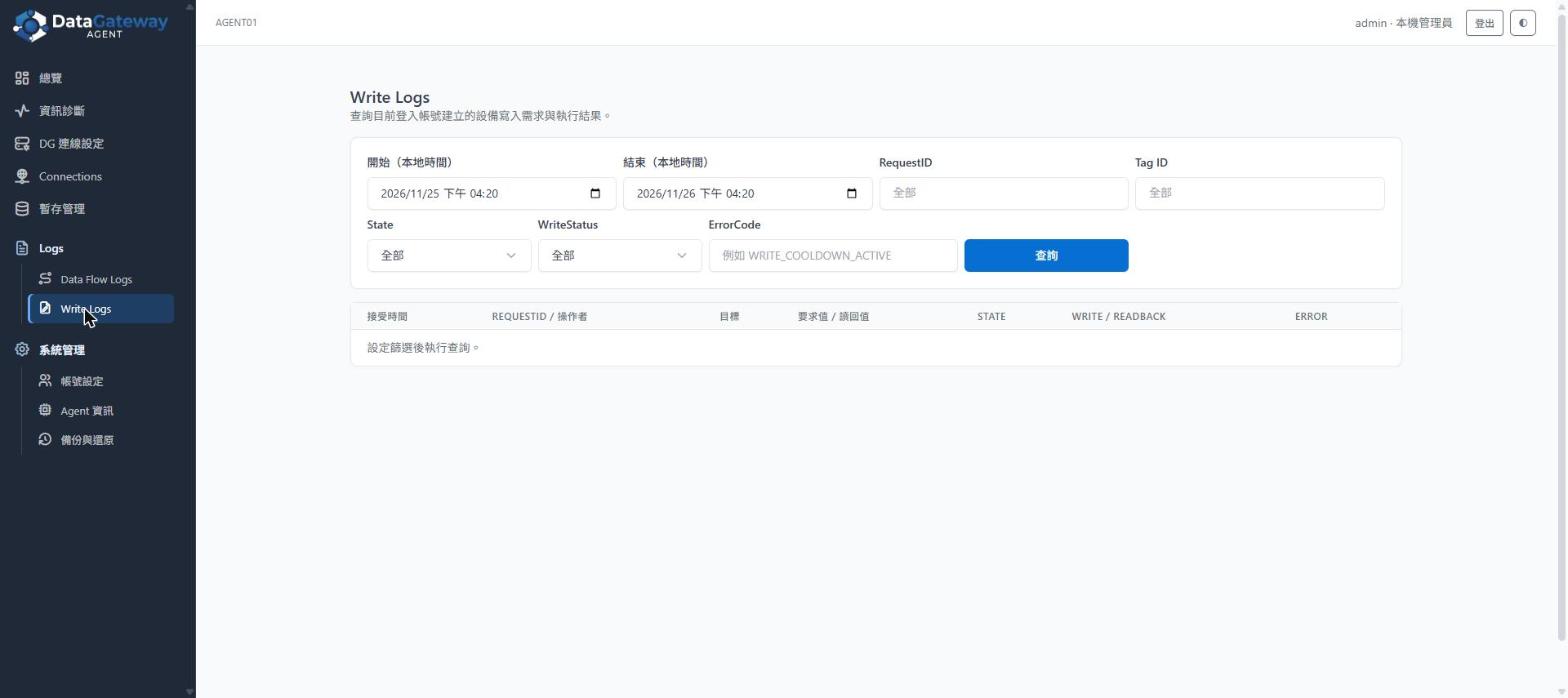 DataGateway
AGENT
AGENT01
admin · 本機管理員
登出
總覽
資訊診斷
DG 連線設定
Connections
暫存管理
Logs
Data Flow Logs
Write Logs
系統管理
帳號設定
Agent 資訊
備份與還原
Write Logs
查詢目前登入帳號建立的設備寫入需求與執行結果。
開始（本地時間） 結束（本地時間） RequestID Tag ID
2026/11/25 下午 04:20 2026/11/26 下午 04:20 全部 全部
State WriteStatus ErrorCode
全部 全部 例如 WRITE_COOLDOWN_ACTIVE 查詢
接受時間 REQUESTID / 操作者 目標 要求值 / 讀回值 STATE WRITE / READBACK ERROR
設定篩選後執行查詢。